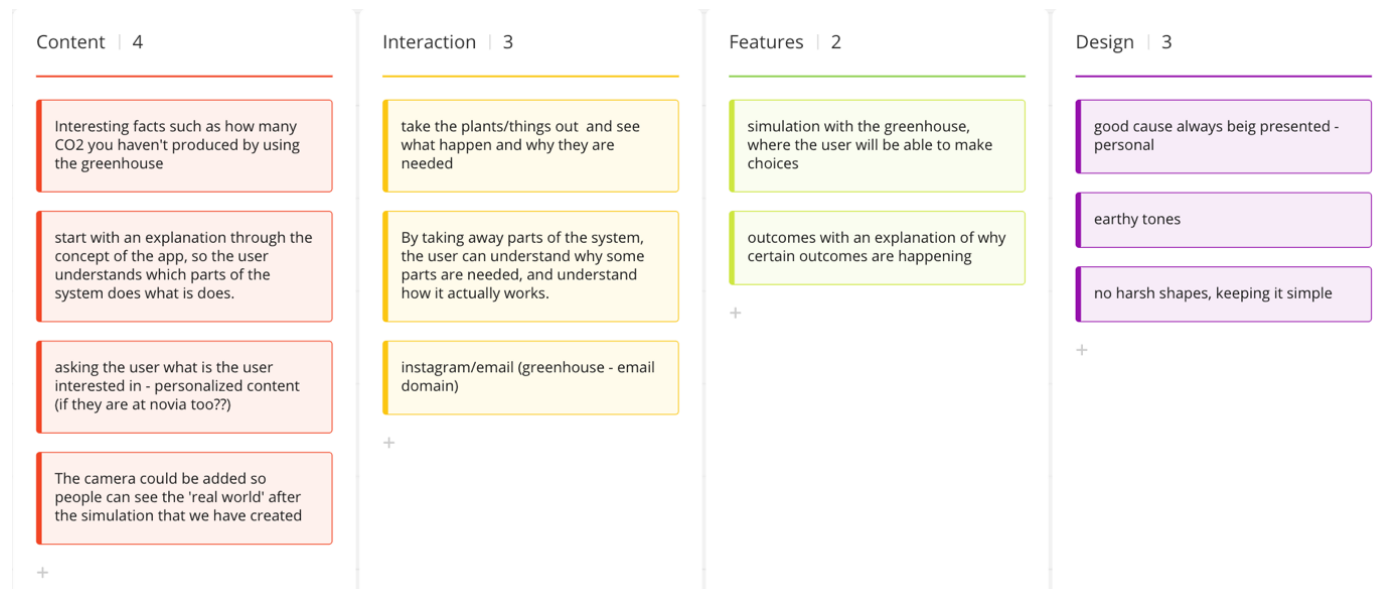 Content | 4
Interesting facts such as how many
CO2 you haven't produced by using
the greenhouse
start with an explanation through the
concept of the app, so the user
understands which parts of the
system does what is does.
asking the user what is the user
interested in - personalized content
(if they are at novia too??)
The camera could be added so
people can see the 'real world' after
the simulation that we have created
+
Interaction | 3
take the plants/things out  and see
what happen and why they are
needed
By taking away parts of the system,
the user can understand why some
parts are needed, and understand
how it actually works.
instagram/email (greenhouse - email
domain)
+
Features | 2
simulation with the greenhouse,
where the user will be able to make
choices
outcomes with an explanation of why
certain outcomes are happening
+
Design | 3
good cause always beig presented -
personal
earthy tones
no harsh shapes, keeping it simple
+